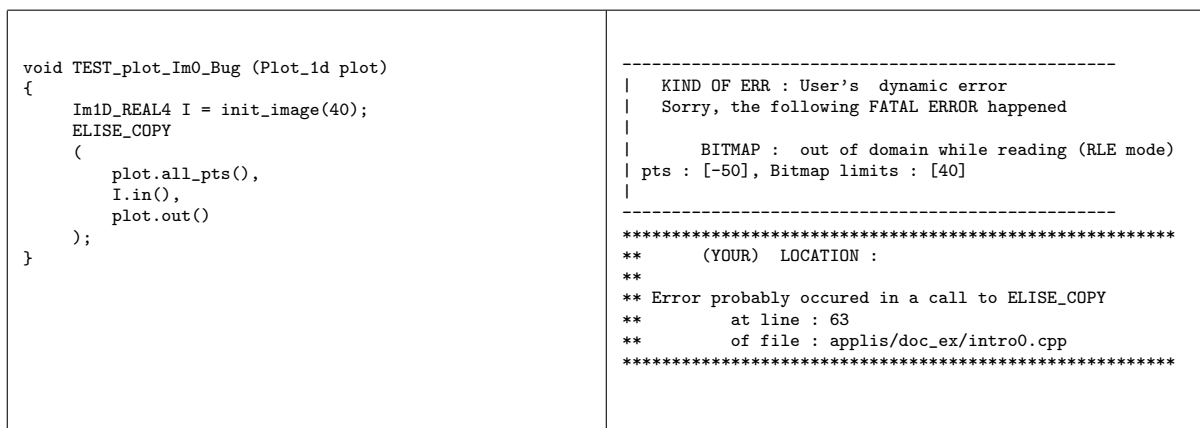 void TEST_plot_Im0_Bug (Plot_1d plot)
{
     Im1D_REAL4 I = init_image(40);
     ELISE_COPY
     (
         plot.all_pts(),
         I.in(),
         plot.out()
     );
}
--------------------------------------------------
|   KIND OF ERR : User's  dynamic error
|   Sorry, the following FATAL ERROR happened
|
|       BITMAP :  out of domain while reading (RLE mode)
| pts : [-50], Bitmap limits : [40]
|
--------------------------------------------------
********************************************************
**      (YOUR)  LOCATION :
**
** Error probably occured in a call to ELISE_COPY
**         at line : 63
**         of file : applis/doc_ex/intro0.cpp
********************************************************